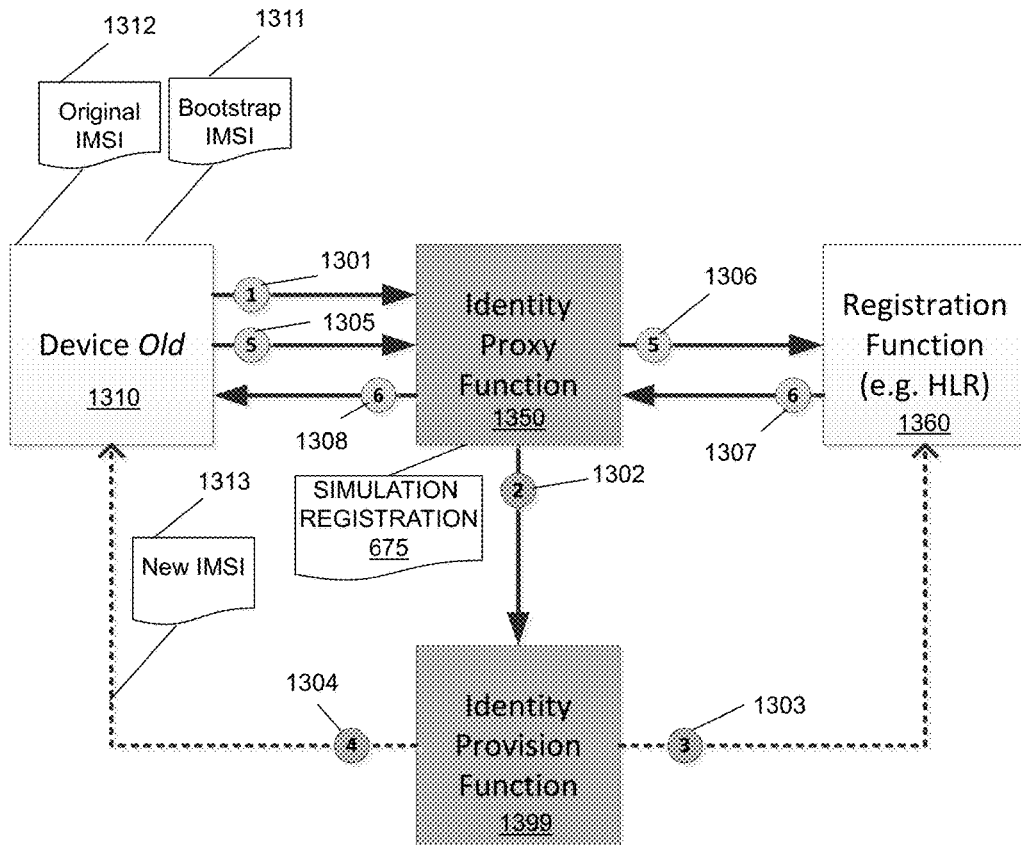 1312
1311
Original
IMSI
Bootstrap
IMSI
1301
1
1305
5
Device Old
1310
6
1308
Identity
Proxy
Function
1350
1306
5
6
1307
Registration
Function
(e.g. HLR)
1360
1313
New IMSI
SIMULATION
REGISTRATION
675
2
1302
1304
4
Identity
Provision
Function
1399
1303
3